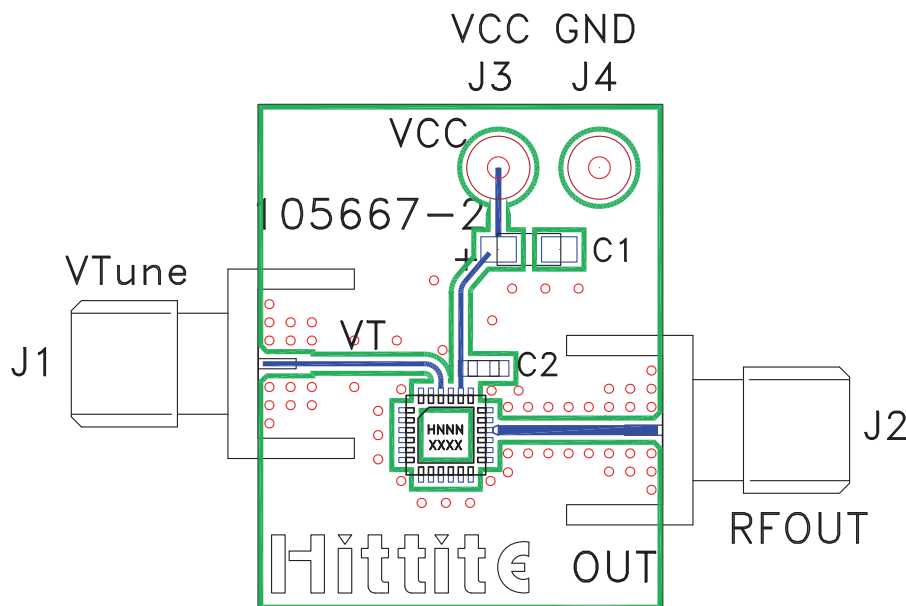 VCC GND
J3 J4
VCC
105667-2
+ C1
VTune
VT
J1
C2
HNNN
XXXX
J2
RFOUT
Hittite
OUT